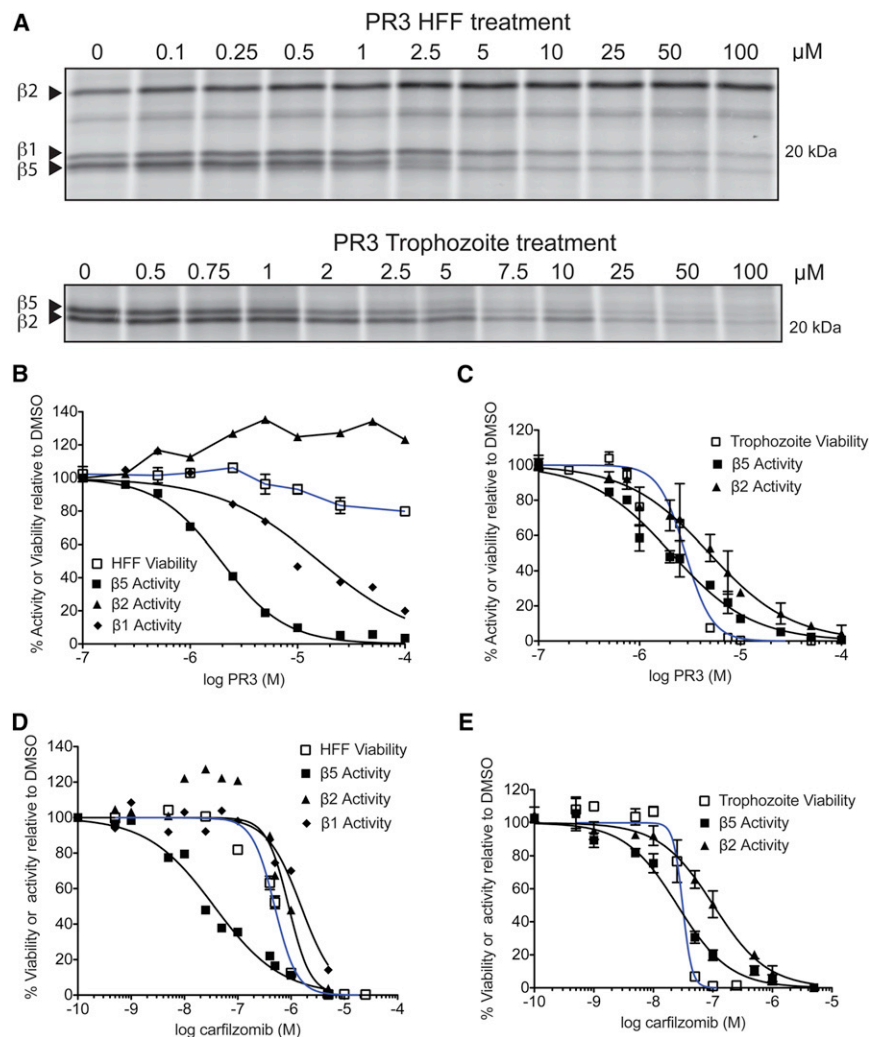 A
PR3 HFF treatment
0 0.1 0.25 0.5 1 2.5 5 10 25 50 100 µM
β2
β1
β5
20 kDa
PR3 Trophozoite treatment
0 0.5 0.75 1 2 2.5 5 7.5 10 25 50 100 µM
β5
β2
20 kDa
B
% Activity or Viability relative to DMSO
140
120
100
80
60
40
20
0
HFF Viability
β5 Activity
β2 Activity
β1 Activity
-7 -6 -5 -4
log PR3 (M)
C
% Activity or viability relative to DMSO
120
100
80
60
40
20
0
Trophozoite Viability
β5 Activity
β2 Activity
-7 -6 -5 -4
log PR3 (M)
D
% Viability or activity relative to DMSO
140
120
100
80
60
40
20
0
HFF Viability
β5 Activity
β2 Activity
β1 Activity
-10 -9 -8 -7 -6 -5 -4
log carfilzomib (M)
E
% Viability or activity relative to DMSO
120
100
80
60
40
20
0
Trophozoite Viability
β5 Activity
β2 Activity
-10 -9 -8 -7 -6 -5
log carfilzomib (M)